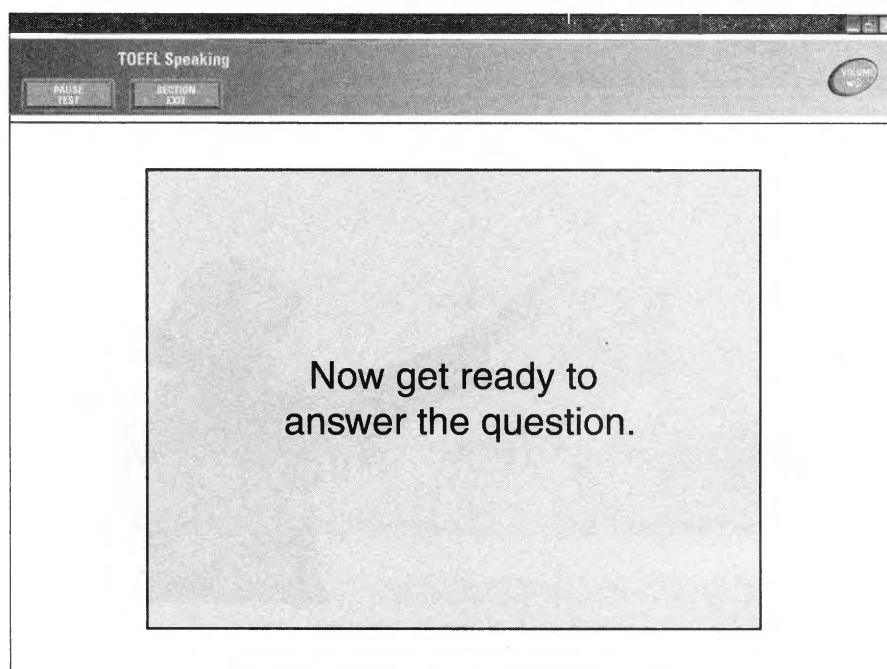 TOEFL Speaking
PAUSE
TEST
SECTION
EXIT
VOLUME
Now get ready to
answer the question.